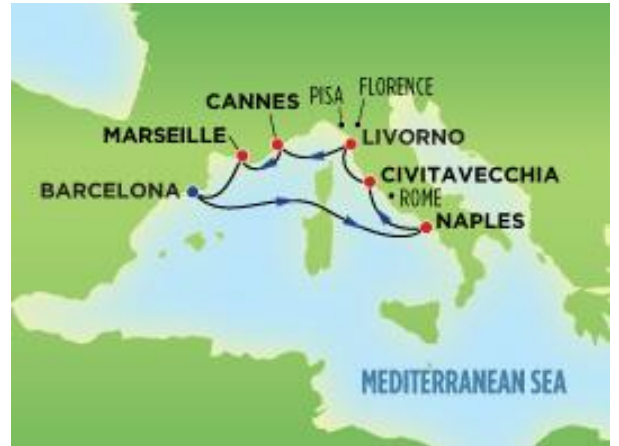 PISA
FLORENCE
CANNES
MARSEILLE
LIVORNO
CIVITAVECCHIA
BARCELONA
ROME
NAPLES
MEDITERRANEAN SEA